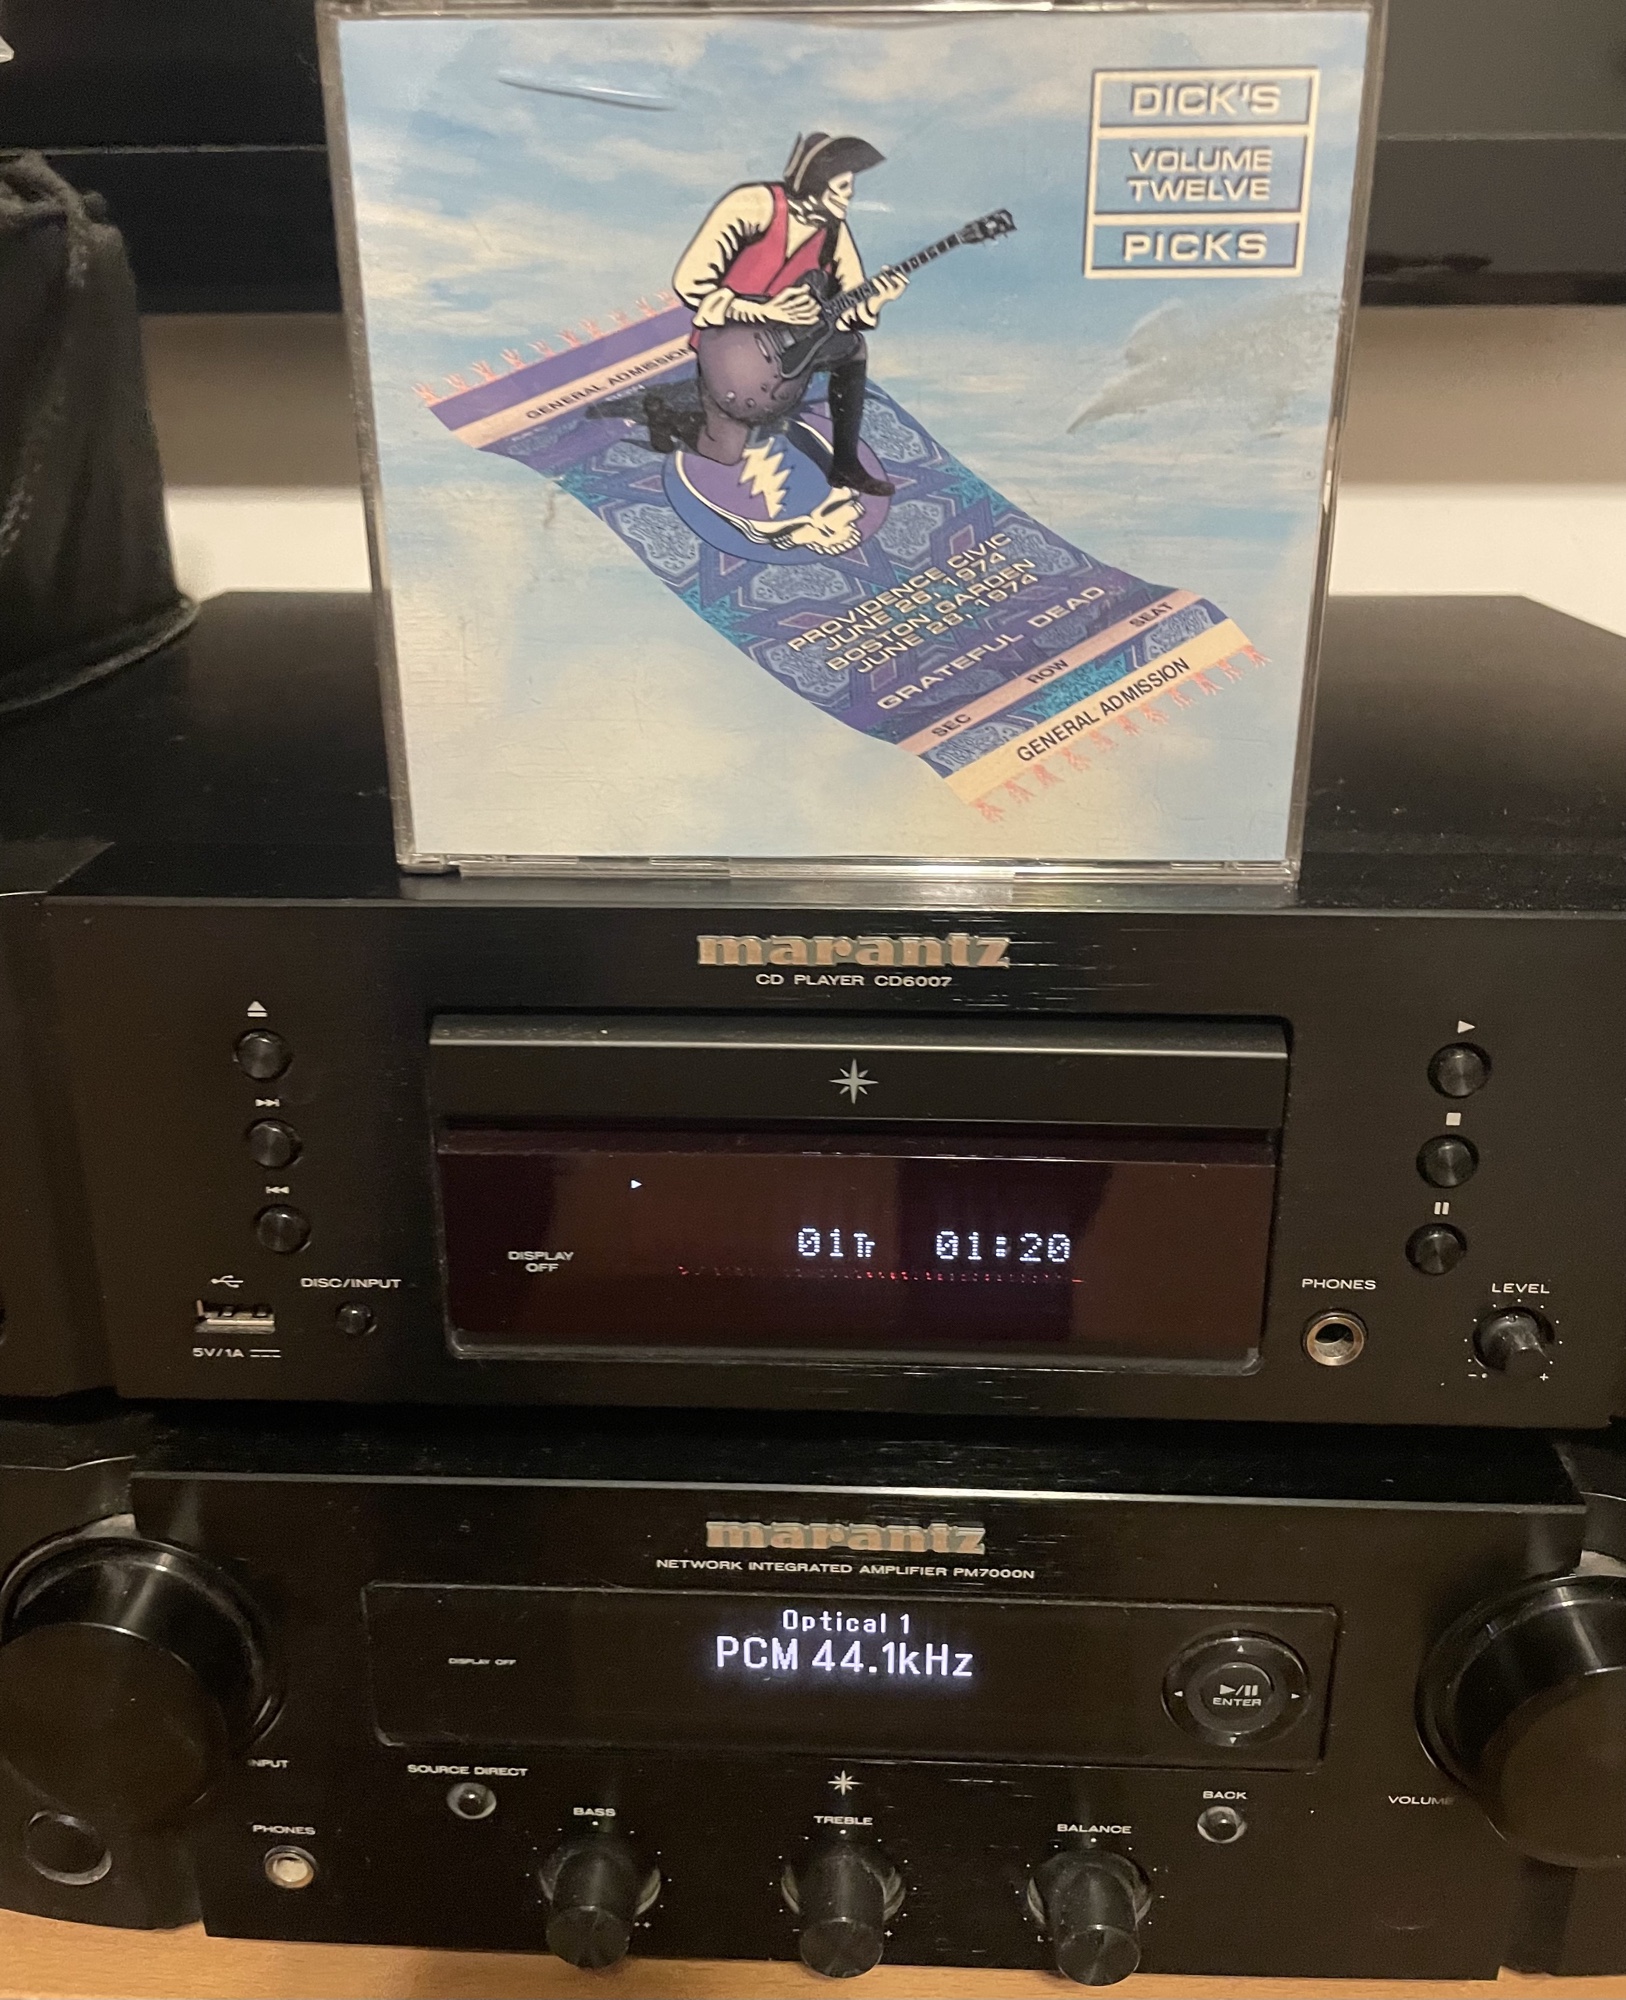 DICK'S
VOLUME
TWELVE
PICKS
GENERAL ADMISSION
PROVIDENCE CIVIC
JUNE 26, 1974
BOSTON GARDEN
JUNE 28, 1974
GRATEFUL DEAD
SEC ROW SEAT
GENERAL ADMISSION
marantz
CD PLAYER CD6007
01Tr 01:20
DISPLAY
OFF
DISC/INPUT
5V/1A
PHONES
LEVEL
- +
marantz
NETWORK INTEGRATED AMPLIFIER PM7000N
Optical 1
PCM 44.1kHz
DISPLAY OFF
ENTER
INPUT
SOURCE DIRECT
BACK
VOLUME
PHONES
BASS
TREBLE
BALANCE
+
L